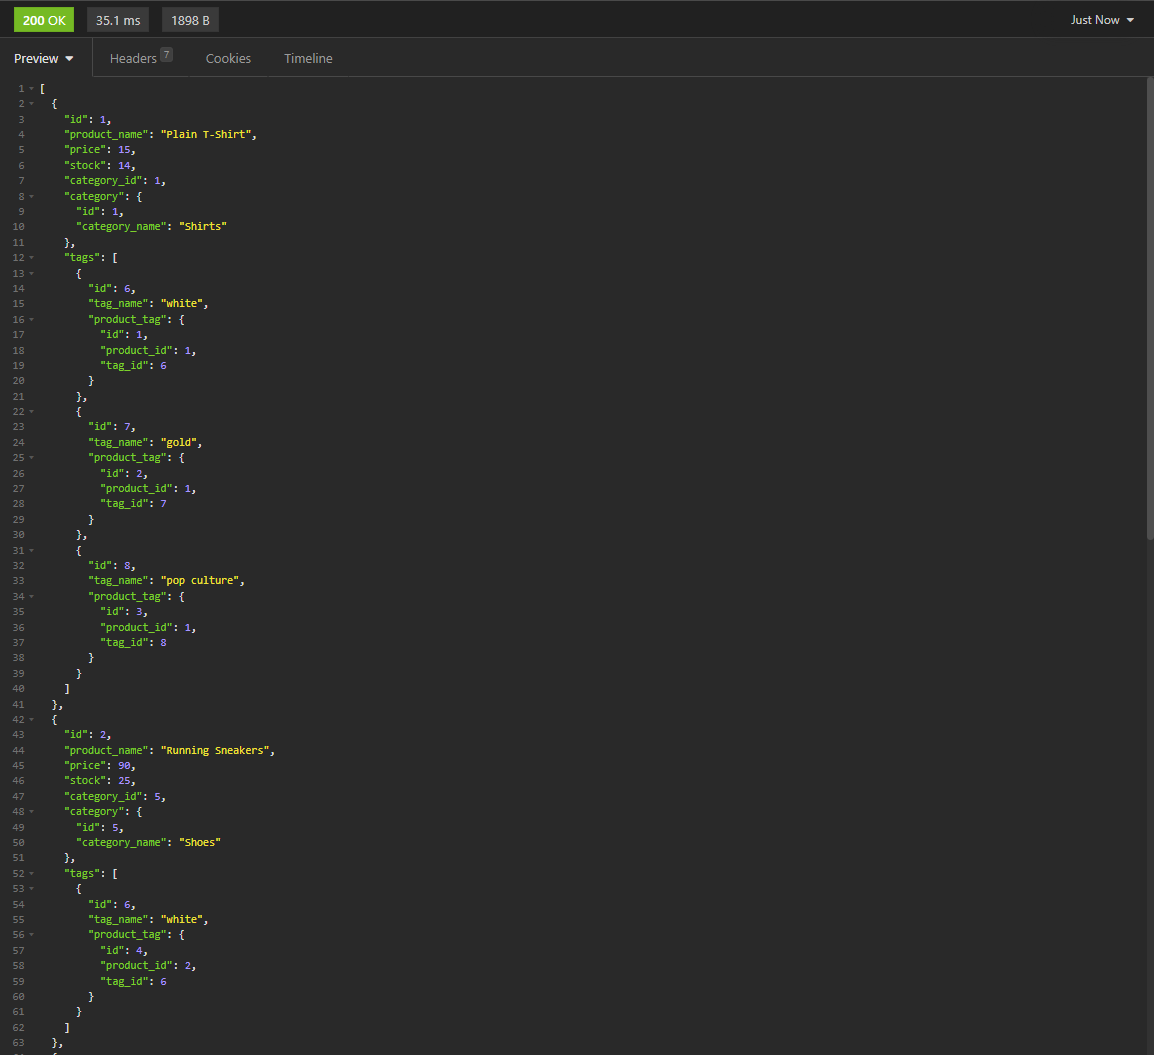 200 OK 35.1 ms 1898 B Just Now
Preview Headers 7 Cookies Timeline
1 [
2 {
3 "id": 1,
4 "product_name": "Plain T-Shirt",
5 "price": 15,
6 "stock": 14,
7 "category_id": 1,
8 "category": {
9 "id": 1,
10 "category_name": "Shirts"
11 },
12 "tags": [
13 {
14 "id": 6,
15 "tag_name": "white",
16 "product_tag": {
17 "id": 1,
18 "product_id": 1,
19 "tag_id": 6
20 }
21 },
22 {
23 "id": 7,
24 "tag_name": "gold",
25 "product_tag": {
26 "id": 2,
27 "product_id": 1,
28 "tag_id": 7
29 }
30 },
31 {
32 "id": 8,
33 "tag_name": "pop culture",
34 "product_tag": {
35 "id": 3,
36 "product_id": 1,
37 "tag_id": 8
38 }
39 }
40 ]
41 },
42 {
43 "id": 2,
44 "product_name": "Running Sneakers",
45 "price": 90,
46 "stock": 25,
47 "category_id": 5,
48 "category": {
49 "id": 5,
50 "category_name": "Shoes"
51 },
52 "tags": [
53 {
54 "id": 6,
55 "tag_name": "white",
56 "product_tag": {
57 "id": 4,
58 "product_id": 2,
59 "tag_id": 6
60 }
61 }
62 ]
63 },